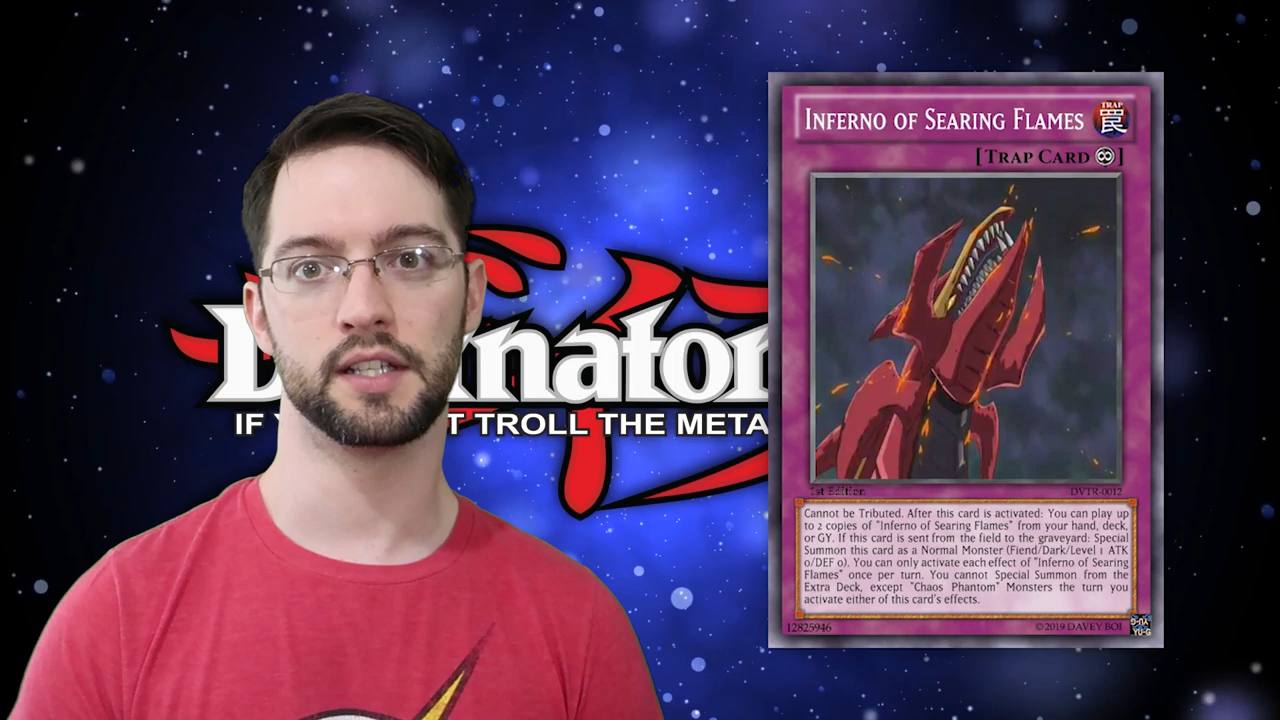 Inferno of Searing Flames
TRAP
罠
[Trap Card]
1st Edition
DVTR-0012
Cannot be Tributed. After this card is activated: You can play up
to 2 copies of "Inferno of Searing Flames" from your hand, deck,
or GY. If this card is sent from the field to the graveyard: Special
Summon this card as a Normal Monster (Fiend/Dark/Level 1 ATK
0/DEF 0). You can only activate each effect of "Inferno of Searing
Flames" once per turn. You cannot Special Summon from the
Extra Deck, except "Chaos Phantom" Monsters the turn you
activate either of this card's effects.
12825946
©2019 DAVEY BOI
nator
IF
T TROLL THE META